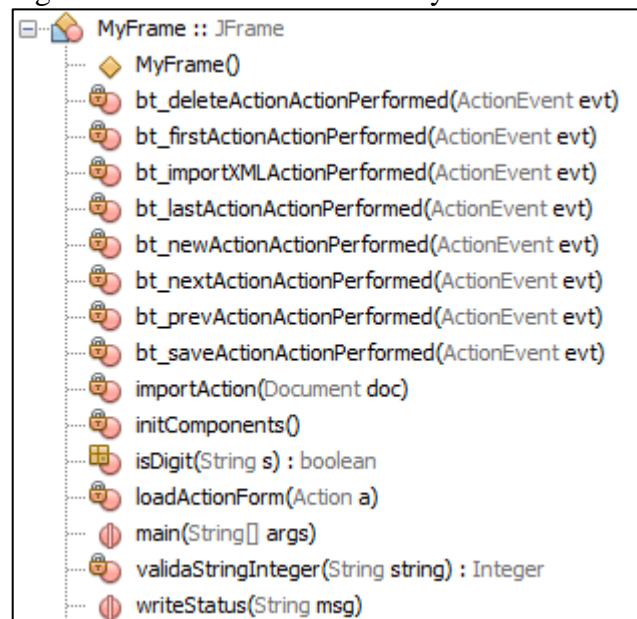 MyFrame :: JFrame
MyFrame()
bt_deleteActionActionPerformed(ActionEvent evt)
bt_firstActionActionPerformed(ActionEvent evt)
bt_importXMLActionPerformed(ActionEvent evt)
bt_lastActionActionPerformed(ActionEvent evt)
bt_newActionActionPerformed(ActionEvent evt)
bt_nextActionActionPerformed(ActionEvent evt)
bt_prevActionActionPerformed(ActionEvent evt)
bt_saveActionActionPerformed(ActionEvent evt)
importAction(Document doc)
initComponents()
isDigit(String s) : boolean
loadActionForm(Action a)
main(String[] args)
validaStringInteger(String string) : Integer
writeStatus(String msg)